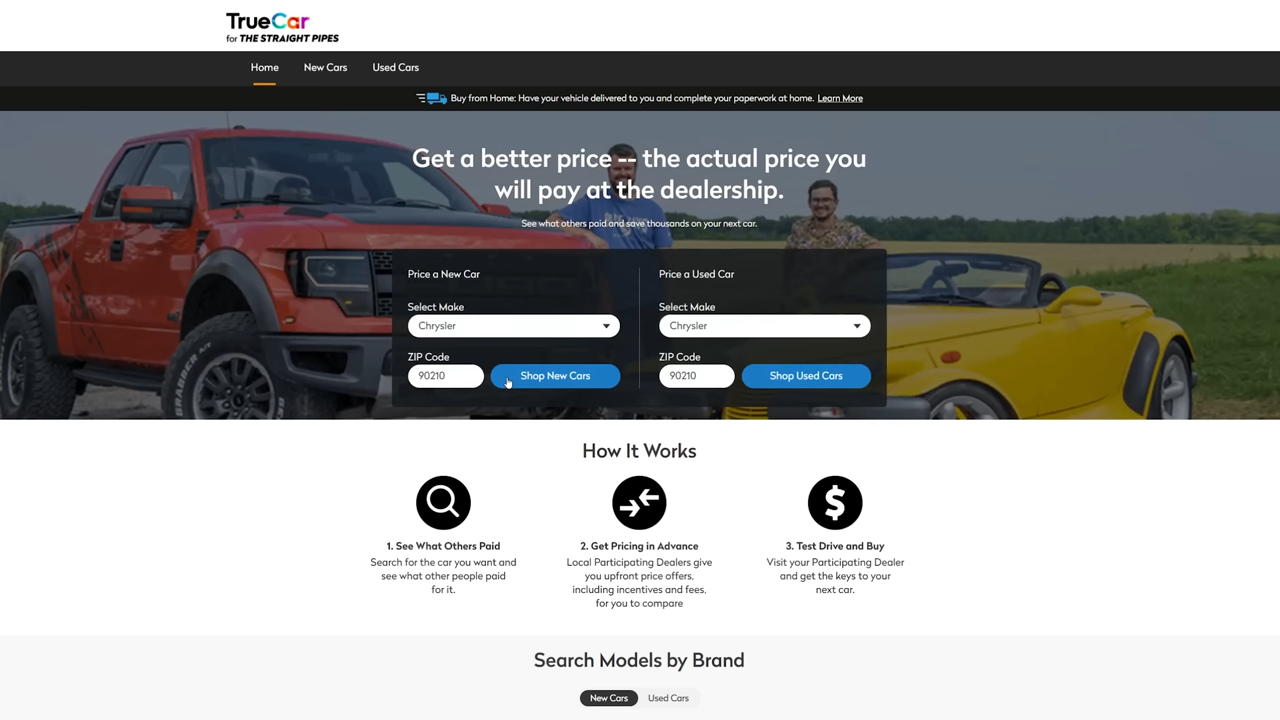 TrueCar
for THE STRAIGHT PIPES
Home
New Cars
Used Cars
Buy from Home: Have your vehicle delivered to you and complete your paperwork at home. Learn More
Get a better price -- the actual price you
will pay at the dealership.
See what others paid and save thousands on your next car.
Price a New Car
Select Make
Chrysler
ZIP Code
90210
Shop New Cars
Price a Used Car
Select Make
Chrysler
ZIP Code
90210
Shop Used Cars
How It Works
1. See What Others Paid
Search for the car you want and
see what other people paid
for it.
2. Get Pricing in Advance
Local Participating Dealers give
you upfront price offers,
including incentives and fees,
for you to compare
3. Test Drive and Buy
Visit your Participating Dealer
and get the keys to your
next car.
Search Models by Brand
New Cars
Used Cars